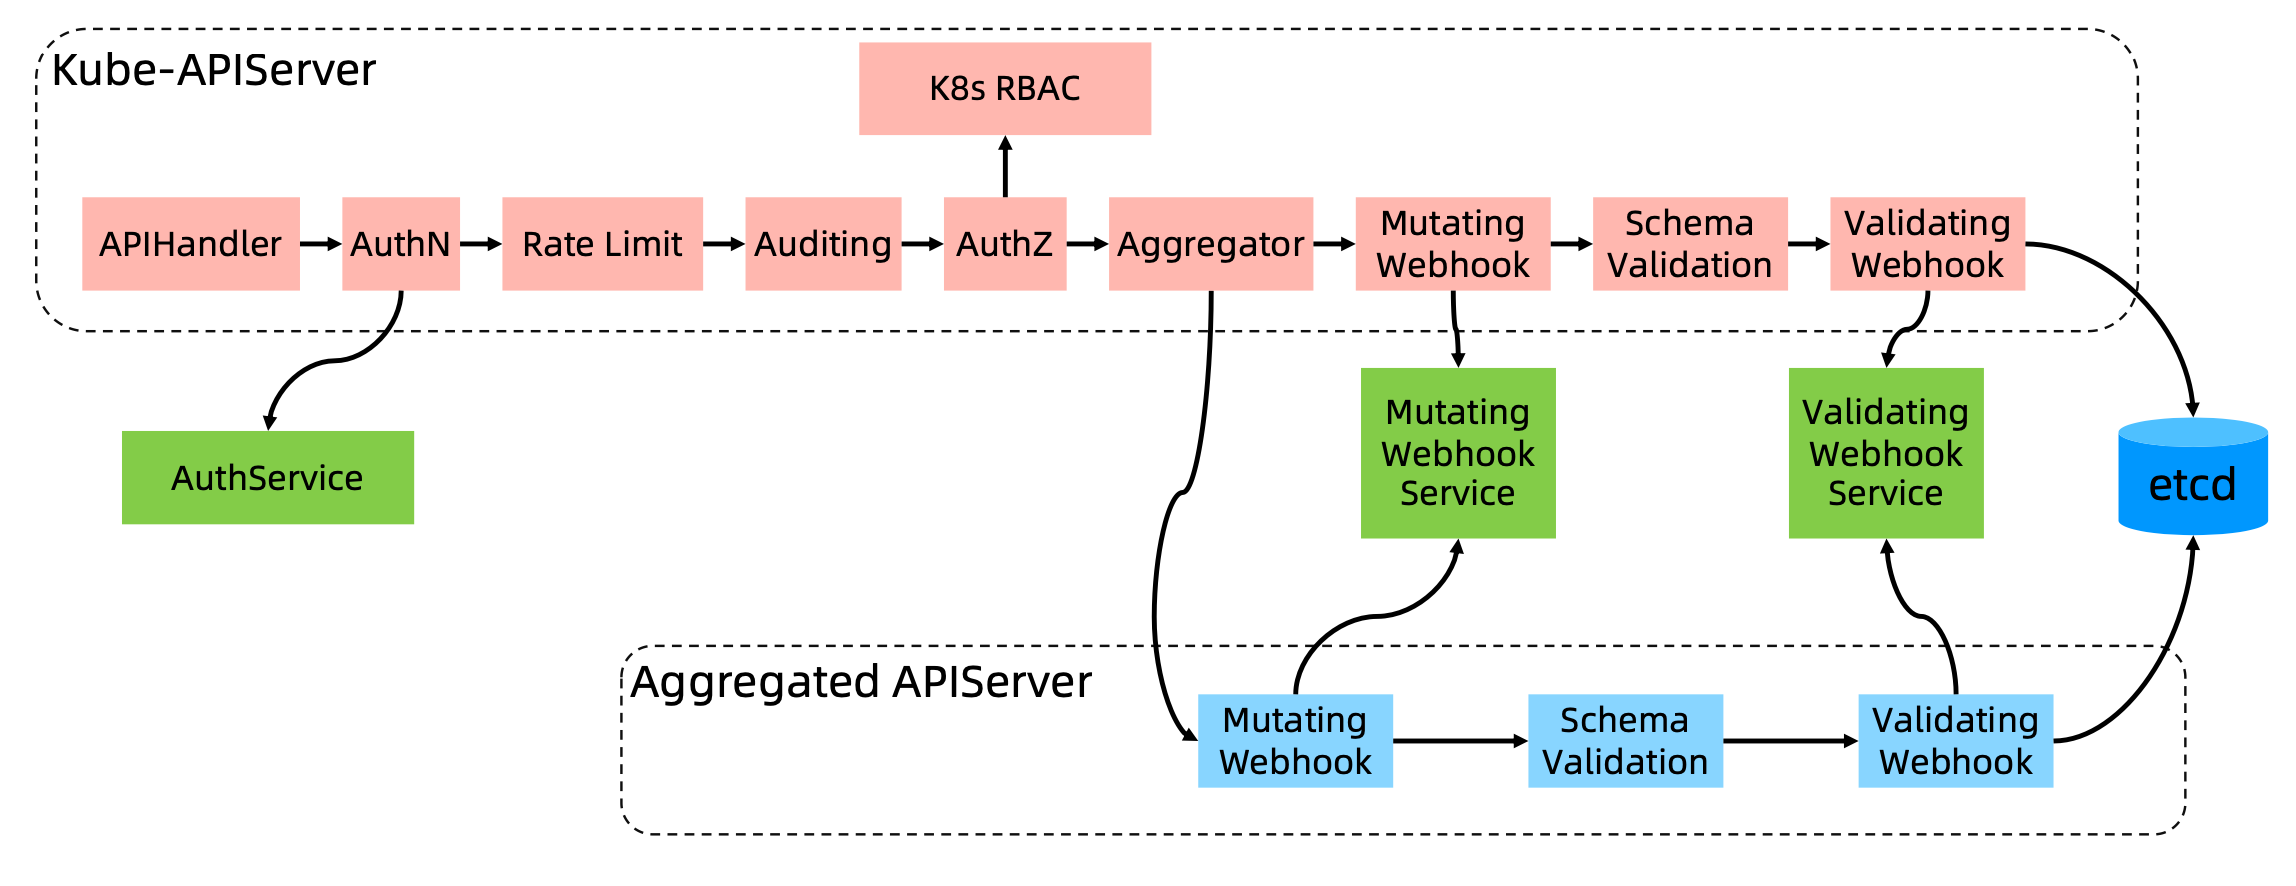 Kube-APIServer
K8s RBAC
APIHandler
AuthN
Rate Limit
Auditing
AuthZ
Aggregator
Mutating
Webhook
Schema
Validation
Validating
Webhook
AuthService
Mutating
Webhook
Service
Validating
Webhook
Service
etcd
Aggregated APIServer
Mutating
Webhook
Schema
Validation
Validating
Webhook